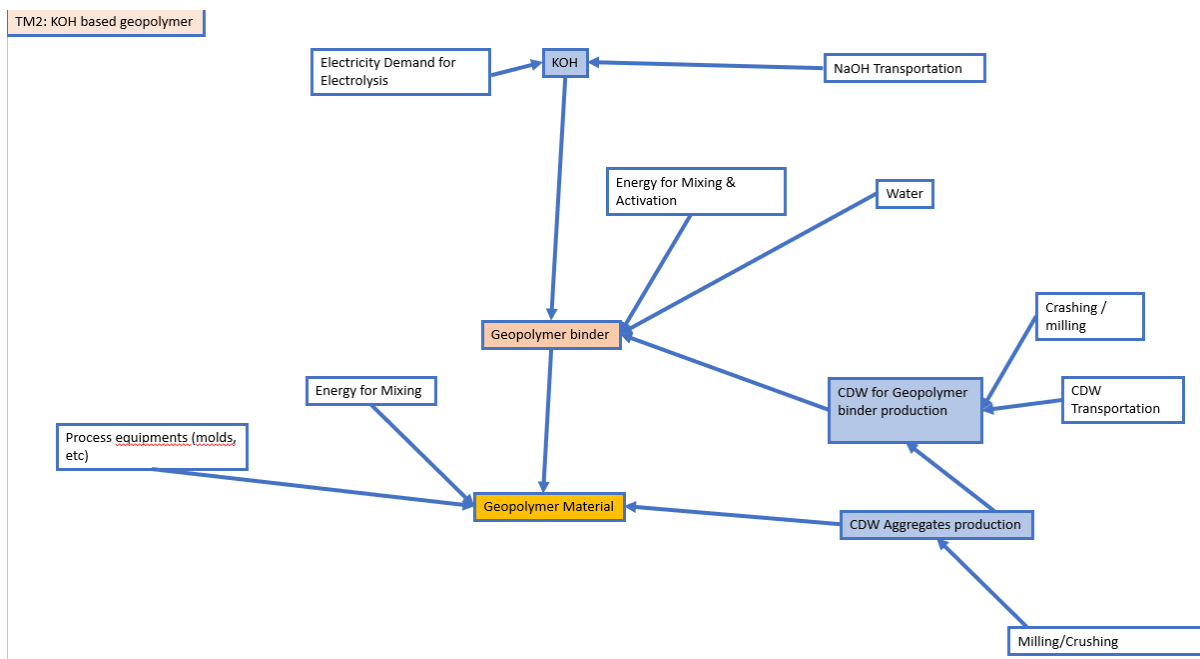 TM2: KOH based geopolymer
Electricity Demand for
Electrolysis
KOH
NaOH Transportation
Energy for Mixing &
Activation
Water
Crashing /
milling
Geopolymer binder
CDW for Geopolymer
binder production
CDW
Transportation
Energy for Mixing
Process equipments (molds,
etc)
Geopolymer Material
CDW Aggregates production
Milling/Crushing